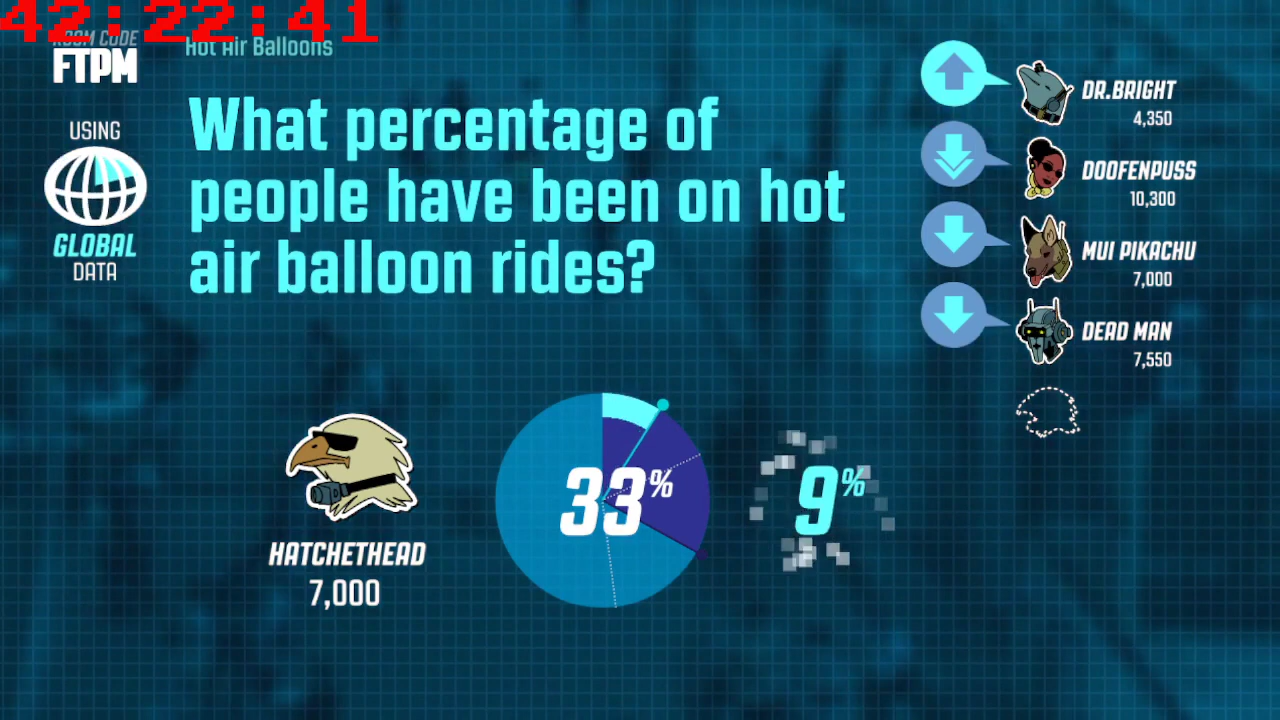 42:22:41
ROOM CODE
FTPM
Hot Air Balloons
USING
GLOBAL
DATA
What percentage of
people have been on hot
air balloon rides?
DR.BRIGHT
4,350
DOOFENPUSS
10,300
MUI PIKACHU
7,000
DEAD MAN
7,550
HATCHETHEAD
7,000
33%
9%